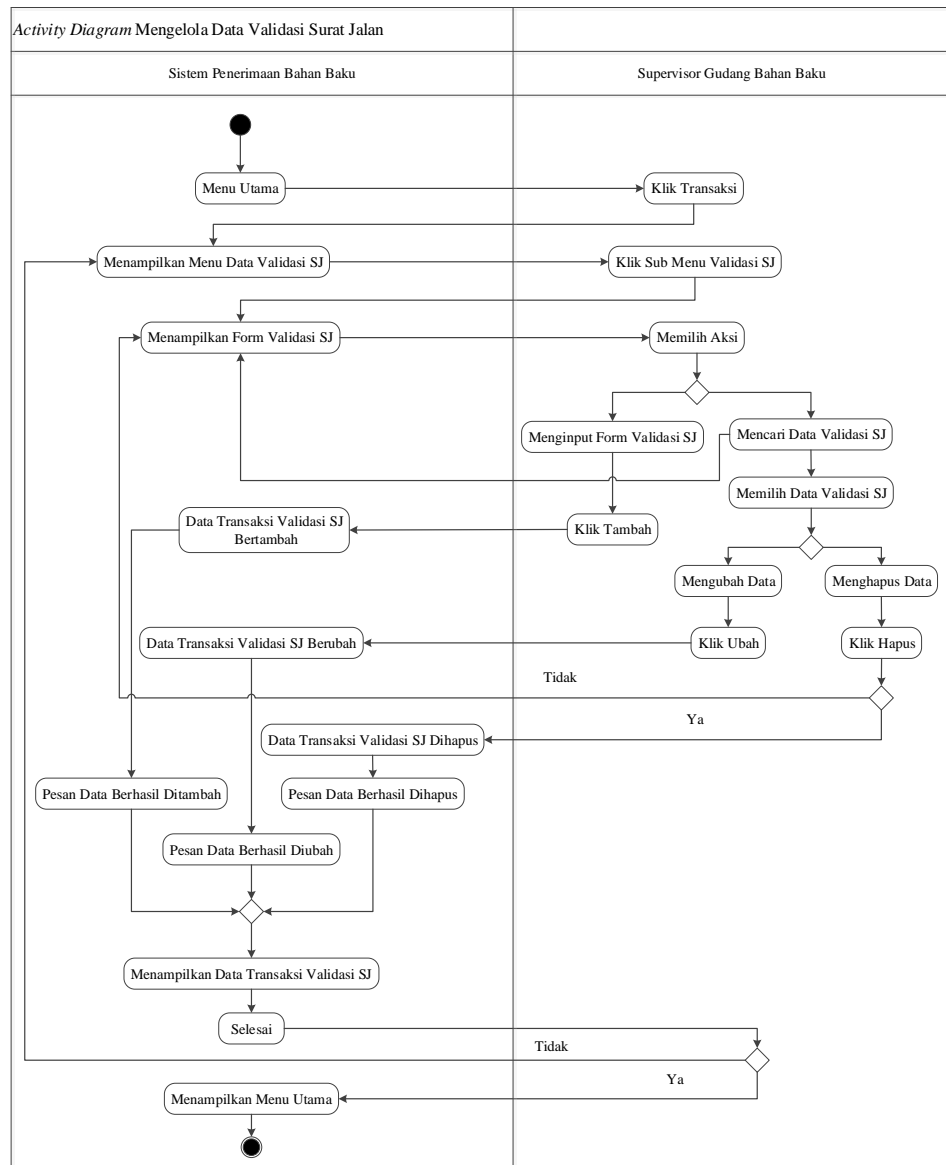 Activity Diagram Mengelola Data Validasi Surat Jalan
Sistem Penerimaan Bahan Baku
Supervisor Gudang Bahan Baku
Menu Utama
Klik Transaksi
Menampilkan Menu Data Validasi SJ
Klik Sub Menu Validasi SJ
Menampilkan Form Validasi SJ
Memilih Aksi
Menginput Form Validasi SJ
Mencari Data Validasi SJ
Memilih Data Validasi SJ
Data Transaksi Validasi SJ
Bertambah
Klik Tambah
Mengubah Data
Menghapus Data
Data Transaksi Validasi SJ Berubah
Klik Ubah
Klik Hapus
Tidak
Ya
Data Transaksi Validasi SJ Dihapus
Pesan Data Berhasil Ditambah
Pesan Data Berhasil Dihapus
Pesan Data Berhasil Diubah
Menampilkan Data Transaksi Validasi SJ
Selesai
Tidak
Ya
Menampilkan Menu Utama